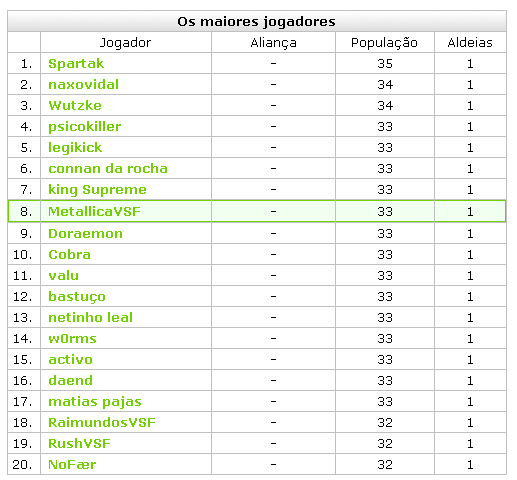 Os maiores jogadores
Jogador Aliança População Aldeias
1. Spartak - 35 1
2. naxovidal - 34 1
3. Wutzke - 34 1
4. psicokiller - 33 1
5. legikick - 33 1
6. connan da rocha - 33 1
7. king Supreme - 33 1
8. MetallicaVSF - 33 1
9. Doraemon - 33 1
10. Cobra - 33 1
11. valu - 33 1
12. bastuço - 33 1
13. netinho leal - 33 1
14. w0rms - 33 1
15. activo - 33 1
16. daend - 33 1
17. matias pajas - 33 1
18. RaimundosVSF - 32 1
19. RushVSF - 32 1
20. NoFær - 32 1